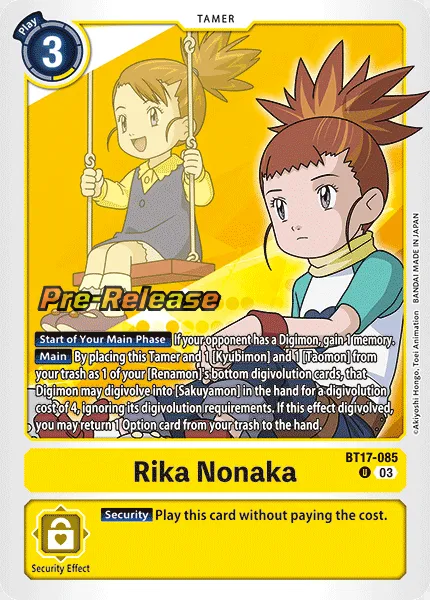 Play
3
TAMER
Pre-Release
Start of Your Main Phase If your opponent has a Digimon, gain 1 memory.
Main By placing this Tamer and 1 [Kyubimon] and 1 [Taomon] from
your trash as 1 of your [Renamon]'s bottom digivolution cards, that
Digimon may digivolve into [Sakuyamon] in the hand for a digivolution
cost of 4, ignoring its digivolution requirements. If this effect digivolved,
you may return 1 Option card from your trash to the hand.
©Akiyoshi Hongo, Toei Animation BANDAI MADE IN JAPAN
BT17-085
Rika Nonaka
U 03
Security Play this card without paying the cost.
Security Effect